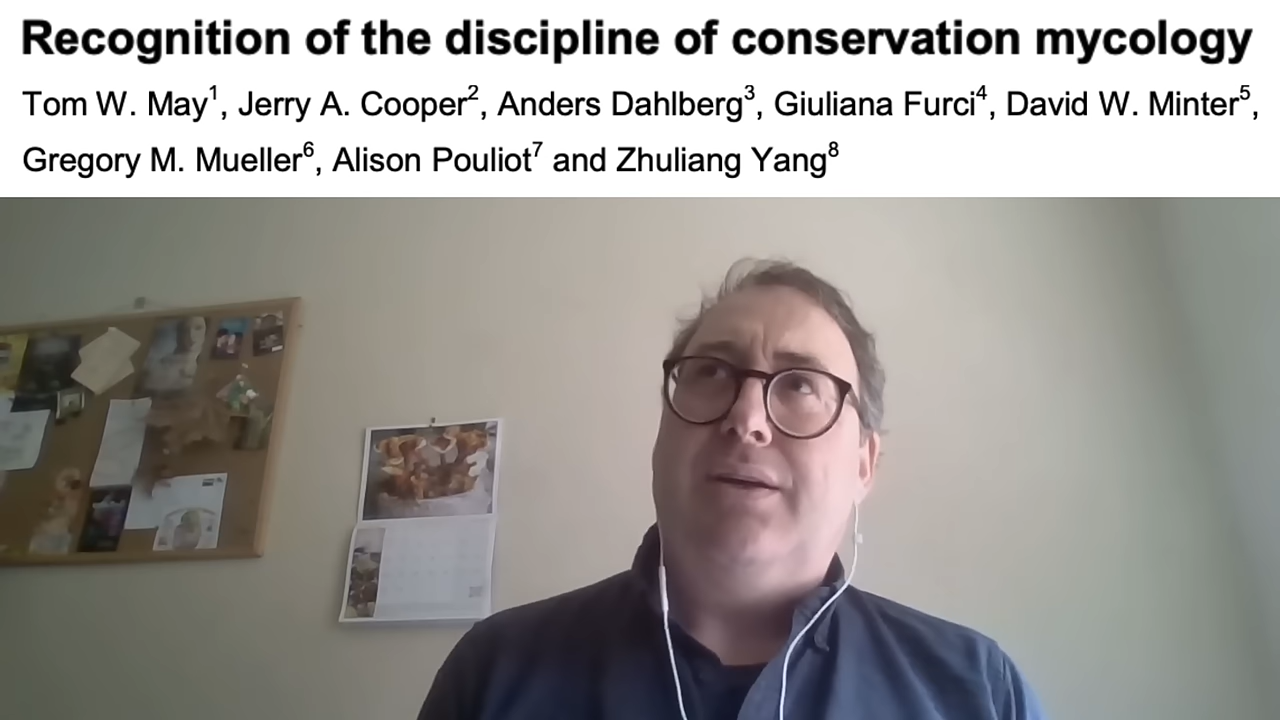 Recognition of the discipline of conservation mycology
Tom W. May¹, Jerry A. Cooper², Anders Dahlberg³, Giuliana Furci⁴, David W. Minter⁵,
Gregory M. Mueller⁶, Alison Pouliot⁷ and Zhuliang Yang⁸